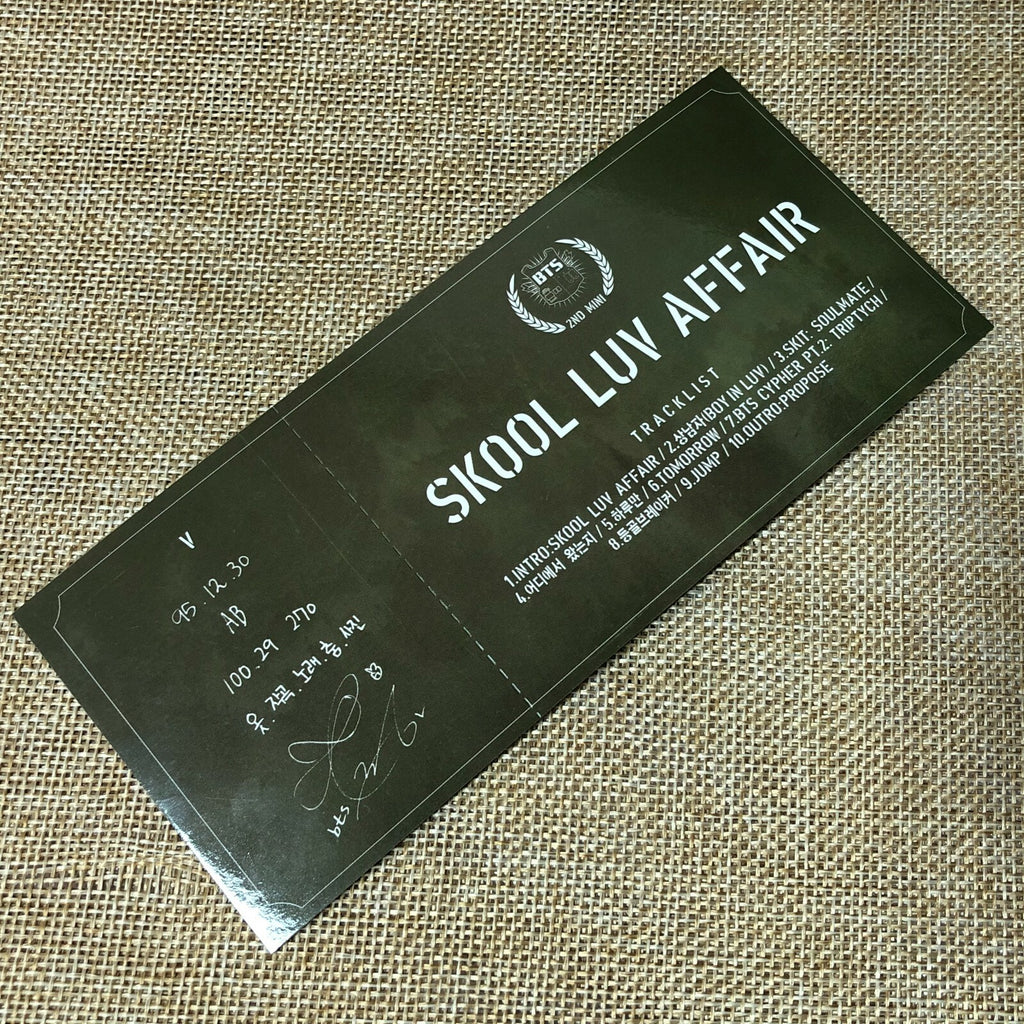 BTS
2ND MINI
SKOOL LUV AFFAIR
TRACKLIST
1.INTRO:SKOOL LUV AFFAIR / 2.상남자(BOY IN LUV) / 3.SKIT: SOULMATE /
4.어디에서 왔는지 / 5.하루만 / 6.TOMORROW / 7.BTS CYPHER PT.2: TRIPTYCH /
8.등골브레이커 / 9.JUMP / 10.OUTRO:PROPOSE
V
95.12.30
AB
100.29 270
옷.작곡.노래.춤 사진
bts
V